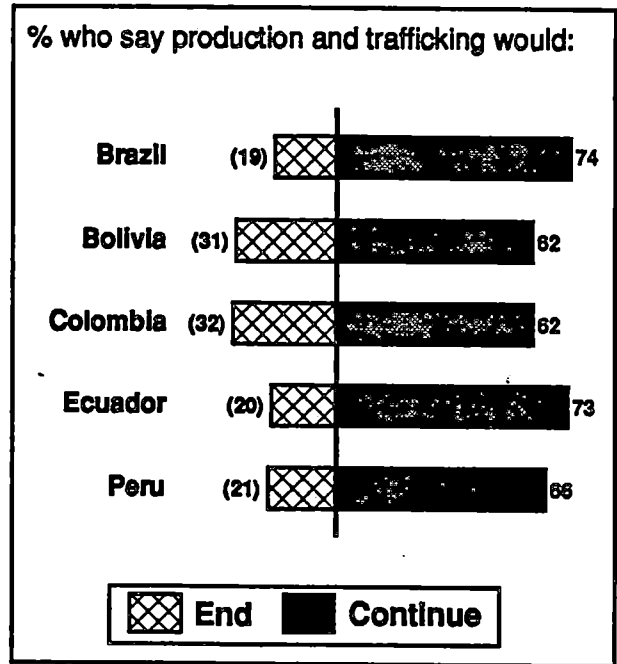 % who say production and trafficking would:
Brazil (19) 74
Bolivia (31) 62
Colombia (32) 62
Ecuador (20) 73
Peru (21) 66
End Continue